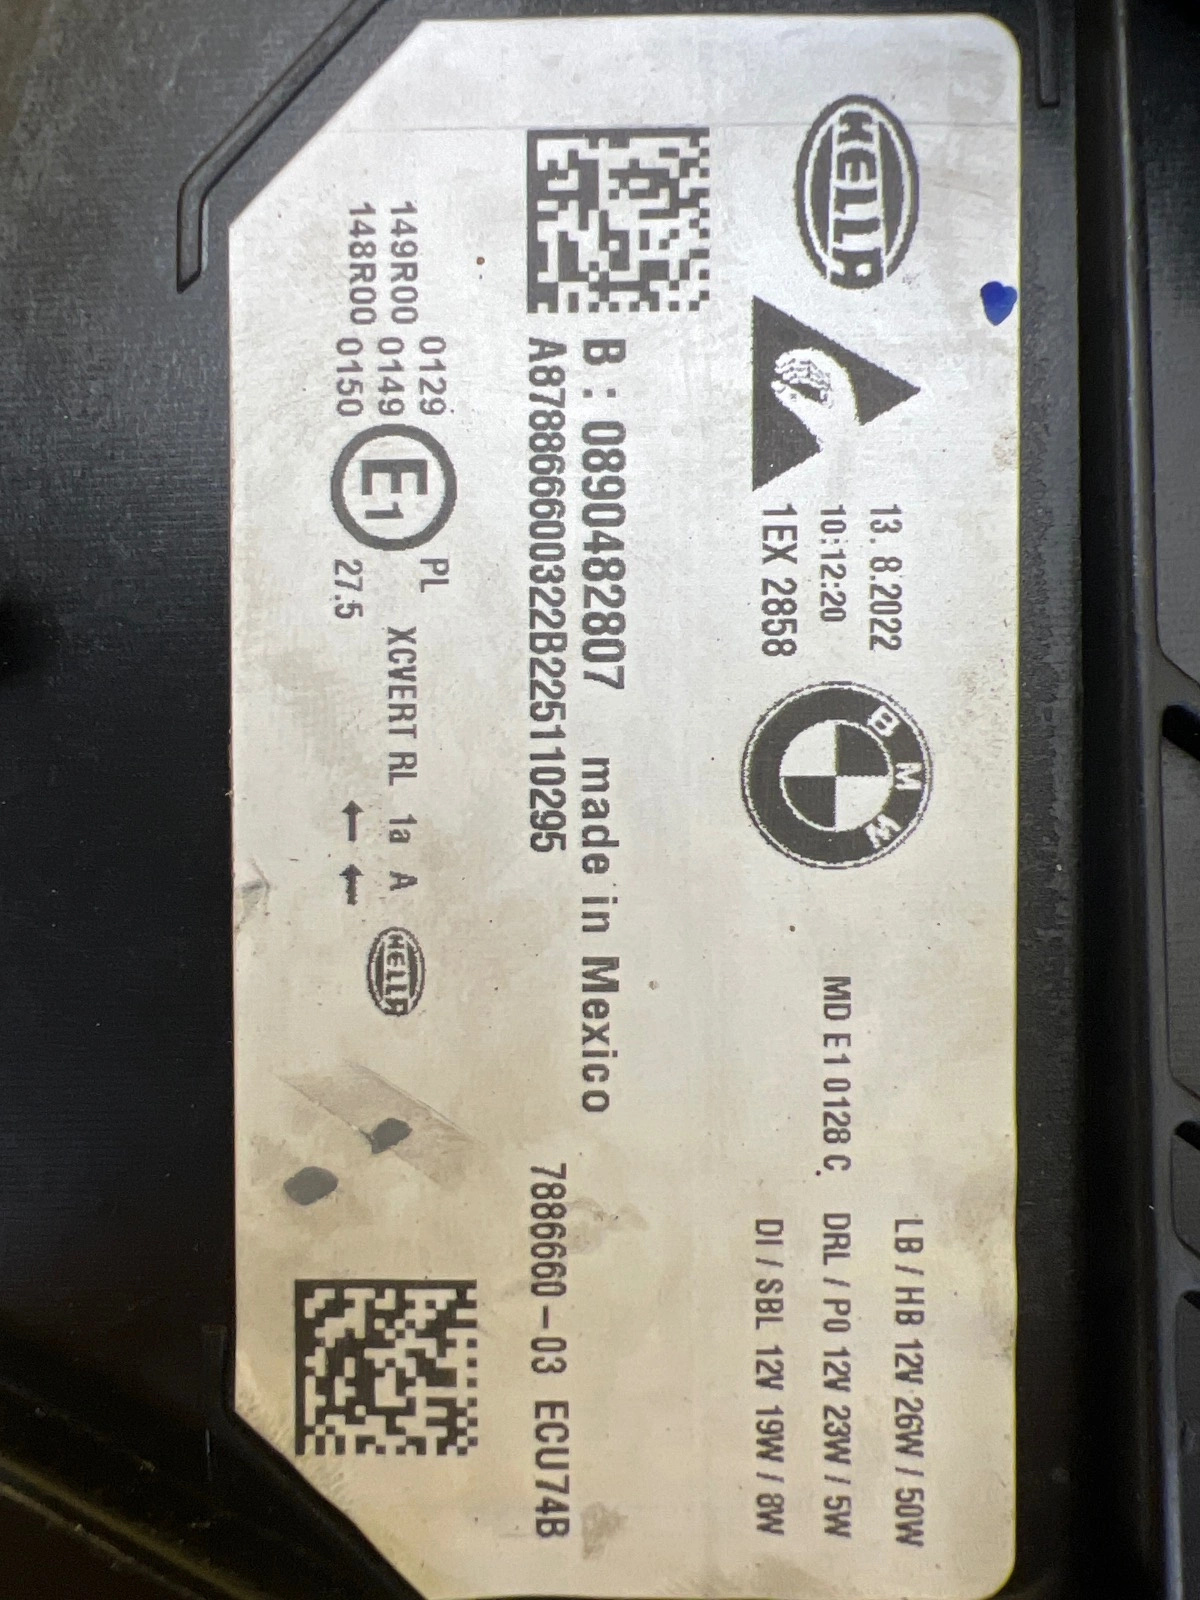 HELLA
13. 8.2022
10:12:20
1EX 2858
BMW
MD E1 0128 C
LB / HB 12V 26W / 50W
DRL / PO 12V 23W / 5W
DI / SBL 12V 19W / 8W
B : 0890482807 made in Mexico
A87886600322B225110295
7886660-03 ECU74B
0129
149R00 0149
148R00 0150
E1
PL
27.5
XCVERT RL 1a A
HELLA